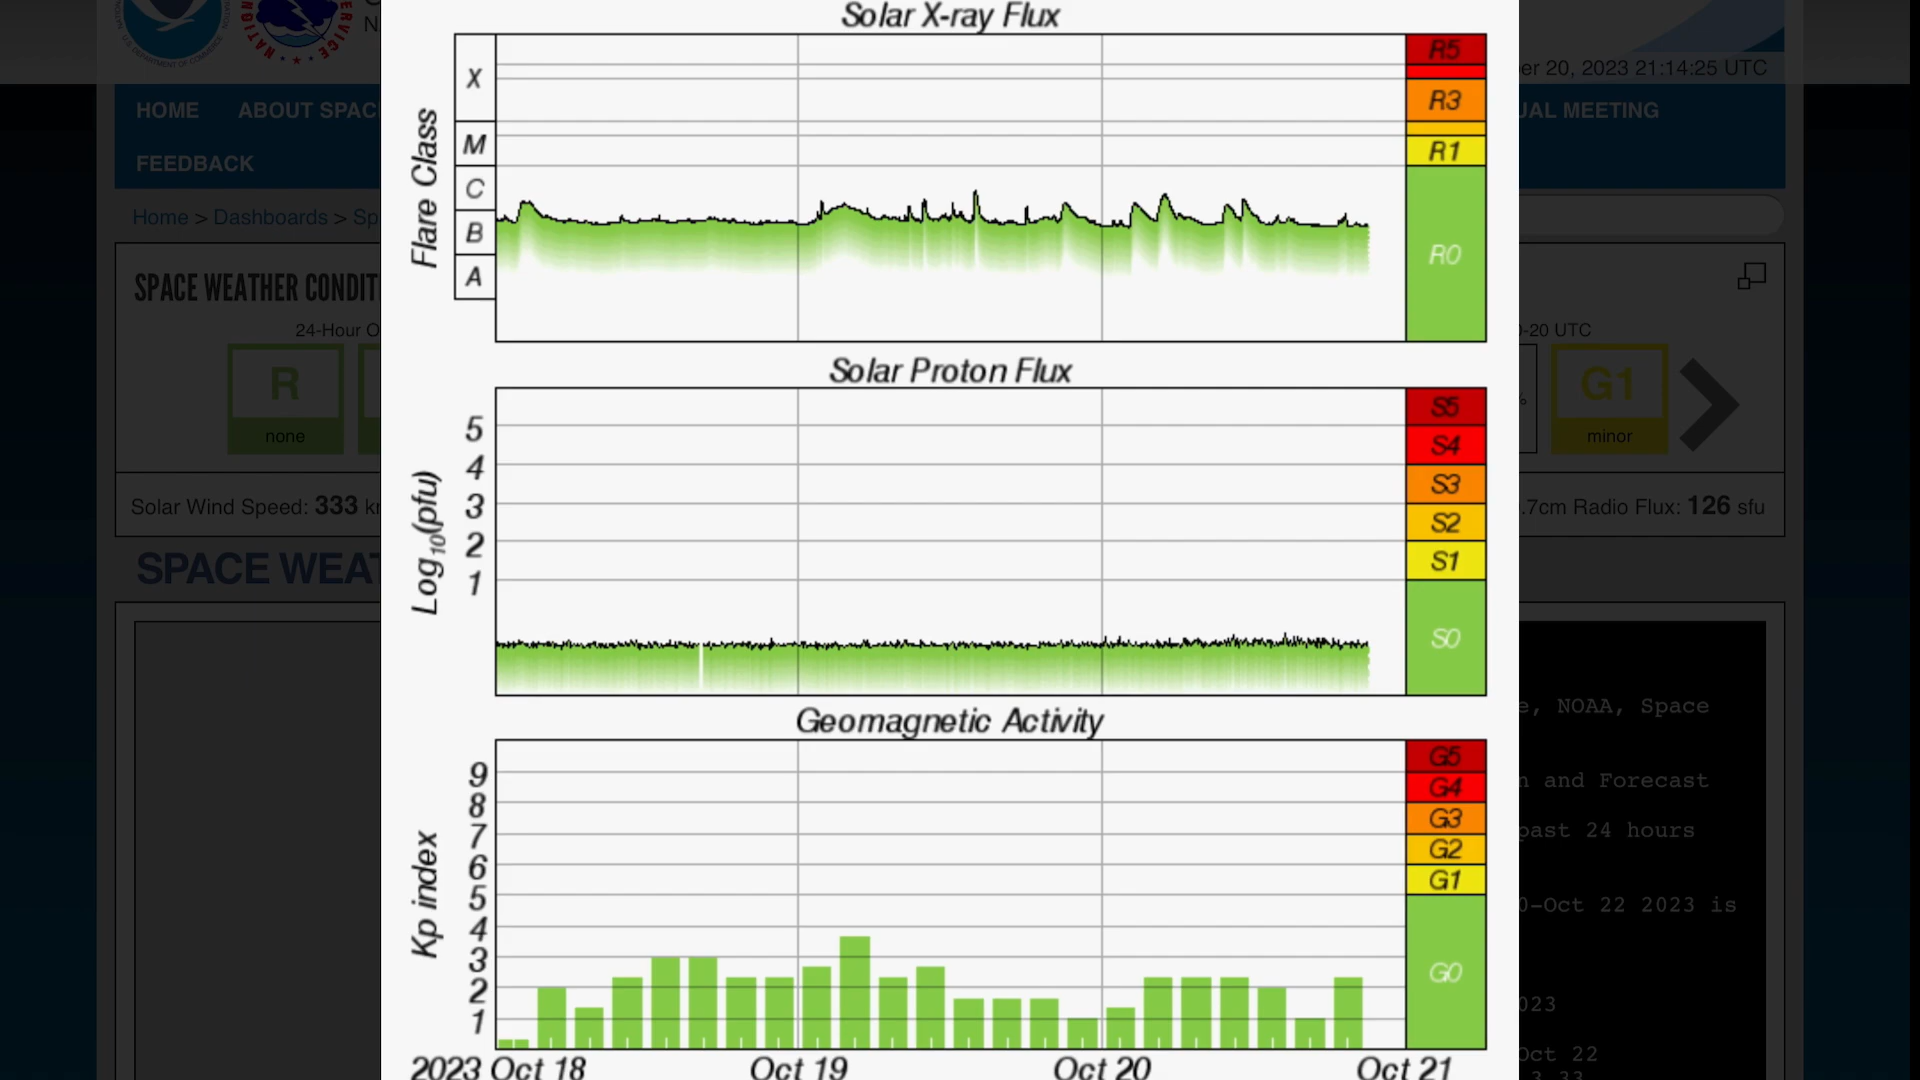 Solar X-ray Flux
Flare Class
X
M
C
B
A
R5
R3
R1
R0
Solar Proton Flux
Log10(pfu)
5
4
3
2
1
S5
S4
S3
S2
S1
S0
Geomagnetic Activity
Kp index
9
8
7
6
5
4
3
2
1
G5
G4
G3
G2
G1
G0
2023 Oct 18 Oct 19 Oct 20 Oct 21
er 20, 2023 21:14:25 UTC
HOME ABOUT SPAC
UAL MEETING
FEEDBACK
Home > Dashboards > Sp
SPACE WEATHER CONDIT
24-Hour O
-20 UTC
R
none
G1
minor
Solar Wind Speed: 333 k
.7cm Radio Flux: 126 sfu
SPACE WEAT
e, NOAA, Space
n and Forecast
past 24 hours
0-Oct 22 2023 is
023
Oct 22